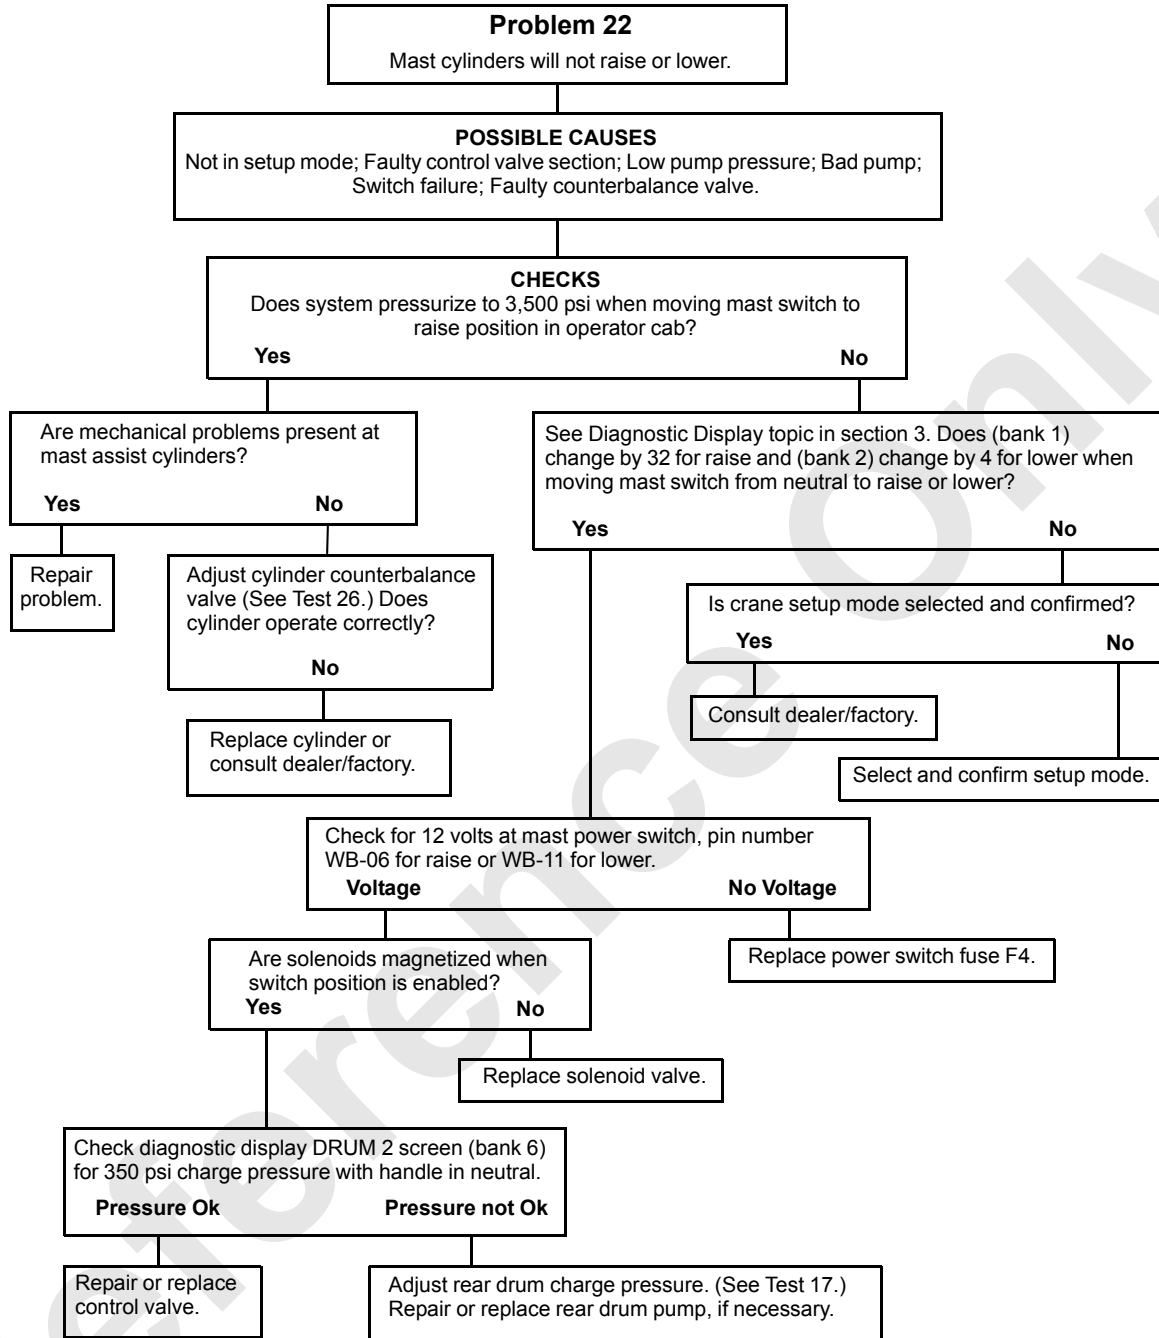 Problem 22
Mast cylinders will not raise or lower.
POSSIBLE CAUSES
Not in setup mode; Faulty control valve section; Low pump pressure; Bad pump;
Switch failure; Faulty counterbalance valve.
CHECKS
Does system pressurize to 3,500 psi when moving mast switch to
raise position in operator cab?
Yes
No
Are mechanical problems present at
mast assist cylinders?
Yes
No
See Diagnostic Display topic in section 3. Does (bank 1)
change by 32 for raise and (bank 2) change by 4 for lower when
moving mast switch from neutral to raise or lower?
Yes
No
Repair
problem.
Adjust cylinder counterbalance
valve (See Test 26.) Does
cylinder operate correctly?
No
Is crane setup mode selected and confirmed?
Yes
No
Replace cylinder or
consult dealer/factory.
Consult dealer/factory.
Select and confirm setup mode.
Check for 12 volts at mast power switch, pin number
WB-06 for raise or WB-11 for lower.
Voltage
No Voltage
Are solenoids magnetized when
switch position is enabled?
Yes
No
Replace power switch fuse F4.
Replace solenoid valve.
Check diagnostic display DRUM 2 screen (bank 6)
for 350 psi charge pressure with handle in neutral.
Pressure Ok
Pressure not Ok
Repair or replace
control valve.
Adjust rear drum charge pressure. (See Test 17.)
Repair or replace rear drum pump, if necessary.
eference Only